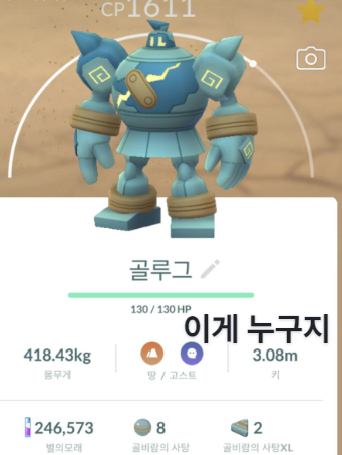 CP1611
골루그
130 / 130 HP
이게 누구지
418.43kg
몸무게
땅 / 고스트
3.08m
키
246,573
별의모래
8
골비람의 사탕
2
골비람의 사탕XL